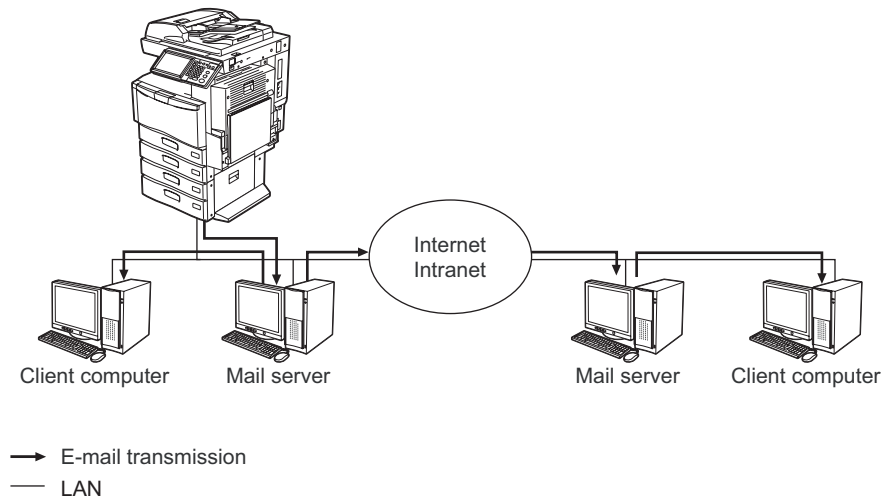 Internet
Intranet
Client computer
Mail server
Mail server
Client computer
E-mail transmission
LAN